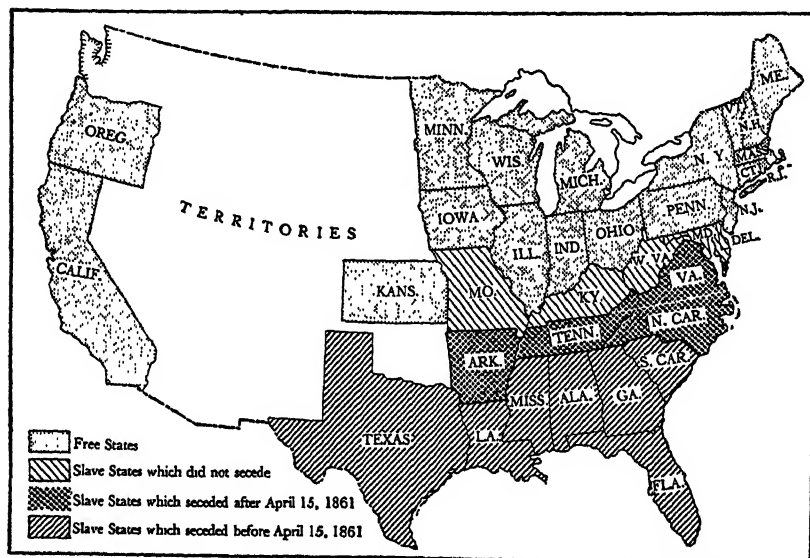 ME.
OREG.
MINN.
N.H.
WIS.
N. Y.
MASS.
CT.
R.I.
MICH.
TERRITORIES
IOWA
PENN.
N.J.
ILL.
IND.
OHIO
MD.
DEL.
W. VA.
CALIF.
KANS.
MO.
KY.
VA.
N. CAR.
TENN.
ARK.
S. CAR.
MISS.
ALA.
GA.
TEXAS
LA.
FLA.
Free States
Slave States which did not secede
Slave States which seceded after April 15, 1861
Slave States which seceded before April 15, 1861